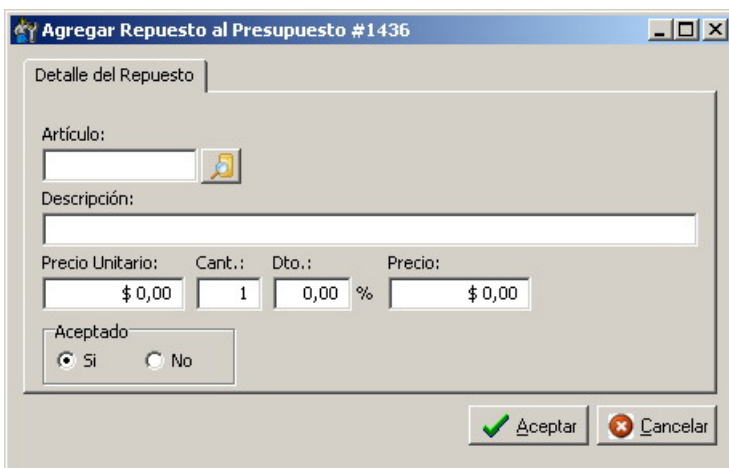 Agregar Repuesto al Presupuesto #1436
Detalle del Repuesto
Artículo:
Descripción:
Precio Unitario: Cant.: Dto.: Precio:
$ 0,00 1 0,00 % $ 0,00
Aceptado
Si No
Aceptar Cancelar